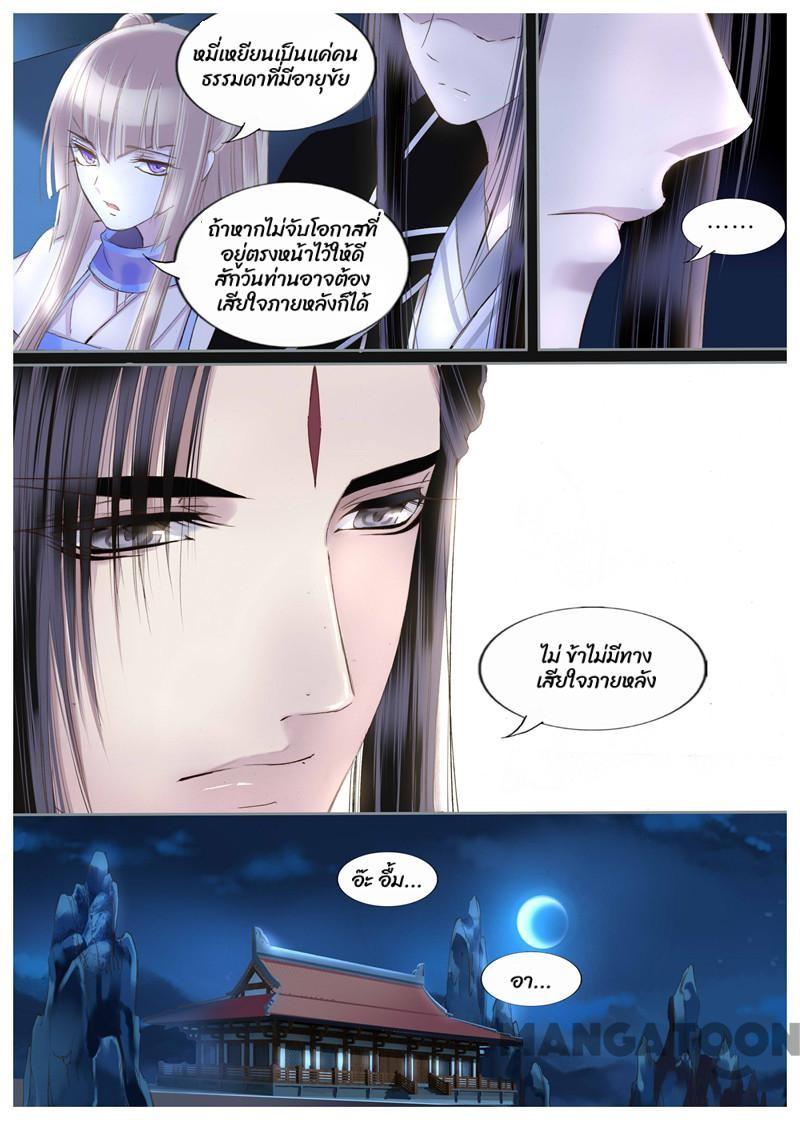 หมี่เหยียนเป็นแค่คน
ธรรมดาที่มีอายุขัย
ถ้าหากไม่จับโอกาสที่
อยู่ตรงหน้าไว้ให้ดี
สักวันท่านอาจต้อง
เสียใจภายหลังก็ได้
......
ไม่ ข้าไม่มีทาง
เสียใจภายหลัง
อ๊ะ อื้ม...
อา...
MANGATOON